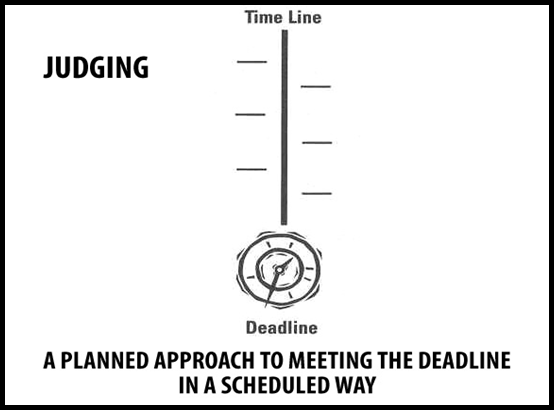 Time Line
JUDGING
Deadline
A PLANNED APPROACH TO MEETING THE DEADLINE
IN A SCHEDULED WAY